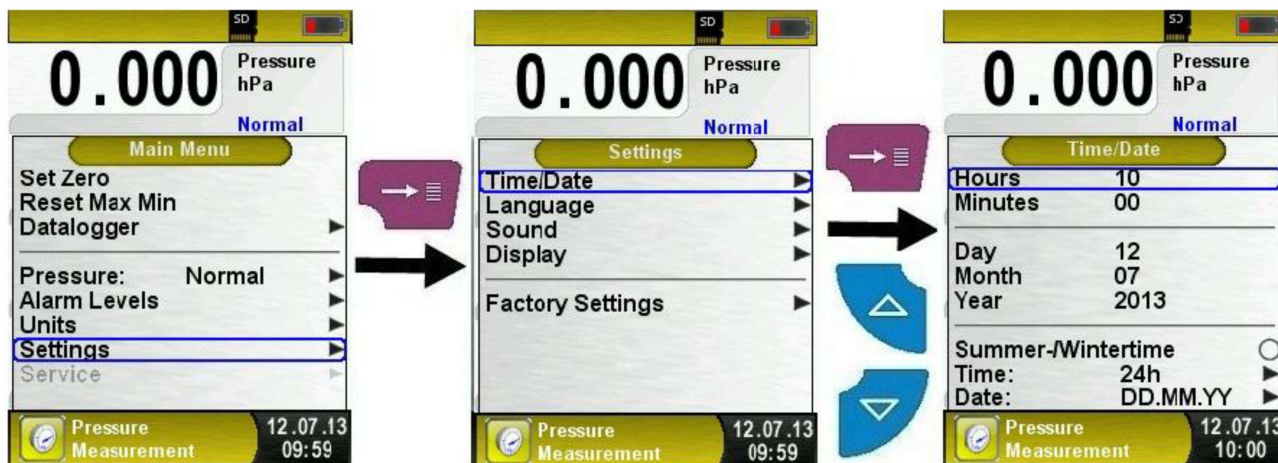 SD
0.000 Pressure
hPa
Normal
Main Menu
Set Zero
Reset Max Min
Datalogger
Pressure: Normal
Alarm Levels
Units
Settings
Service
Pressure 12.07.13
Measurement 09:59
SD
0.000 Pressure
hPa
Normal
Settings
Time/Date
Language
Sound
Display
Factory Settings
Pressure 12.07.13
Measurement 09:59
SD
0.000 Pressure
hPa
Normal
Time/Date
Hours 10
Minutes 00
Day 12
Month 07
Year 2013
Summer-/Wintertime
Time: 24h
Date: DD.MM.YY
Pressure 12.07.13
Measurement 10:00